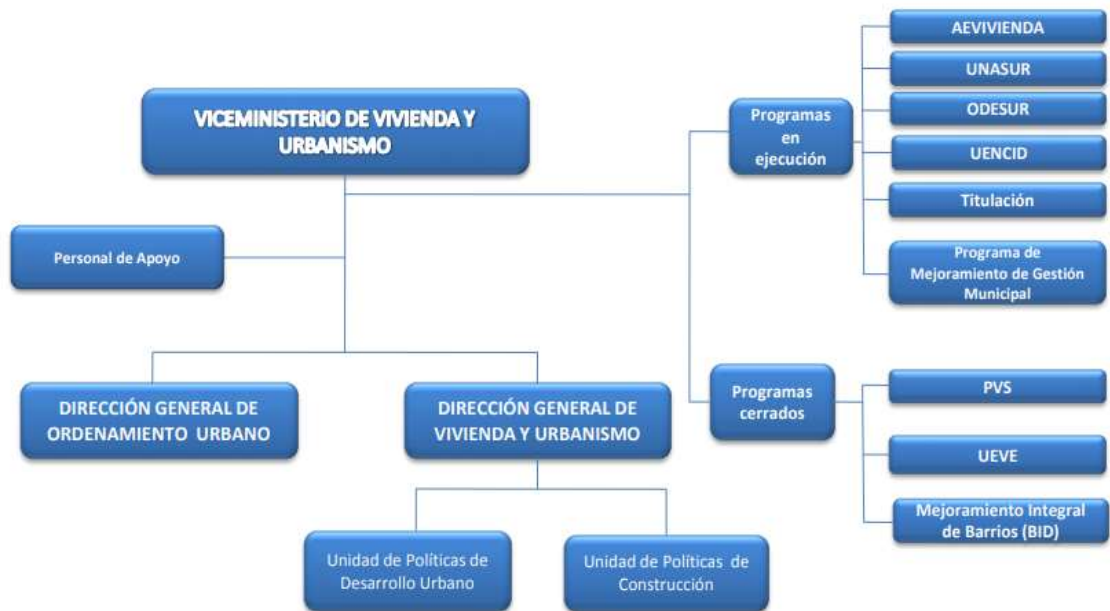 VICEMINISTERIO DE VIVIENDA Y
URBANISMO
Personal de Apoyo
DIRECCIÓN GENERAL DE
ORDENAMIENTO URBANO
DIRECCIÓN GENERAL DE
VIVIENDA Y URBANISMO
Unidad de Políticas de
Desarrollo Urbano
Unidad de Políticas de
Construcción
Programas
en
ejecución
AEVIVIENDA
UNASUR
ODESUR
UENCID
Titulación
Programa de
Mejoramiento de Gestión
Municipal
Programas
cerrados
PVS
UEVE
Mejoramiento Integral
de Barrios (BID)